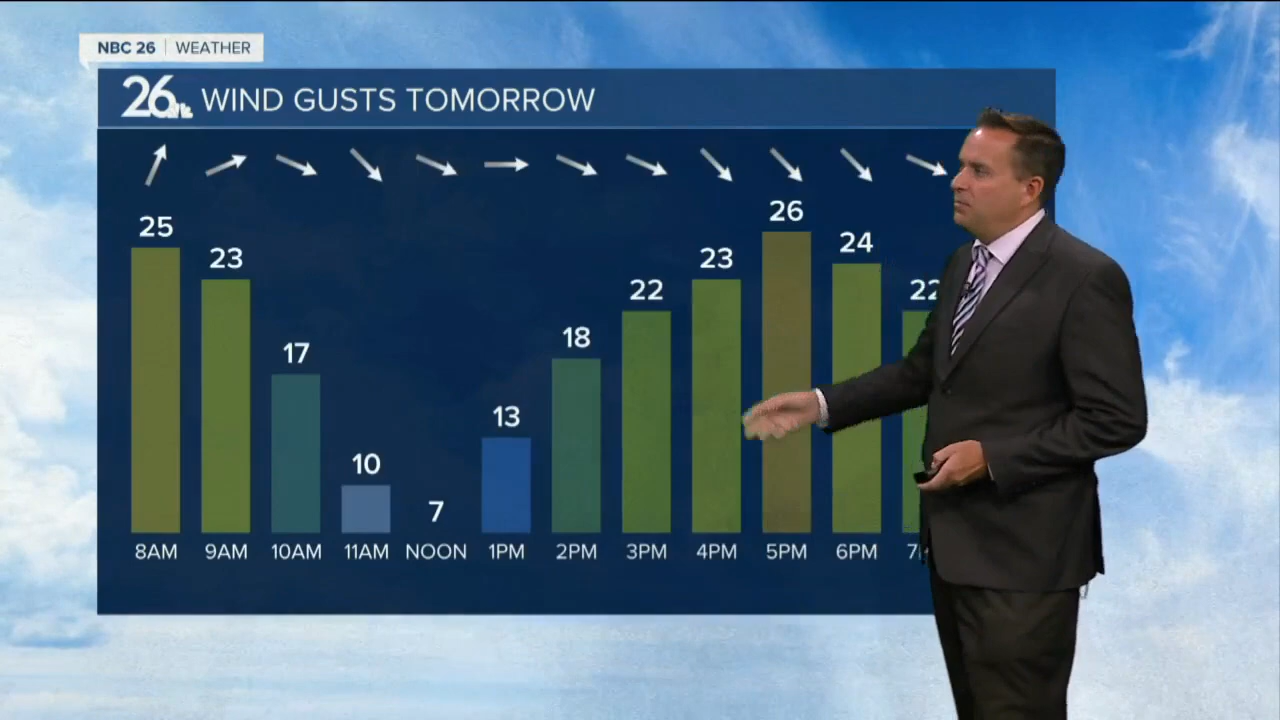 NBC 26 | WEATHER
26 WIND GUSTS TOMORROW
25 23 17 10 7 13 18 22 23 26 24 22
8AM 9AM 10AM 11AM NOON 1PM 2PM 3PM 4PM 5PM 6PM